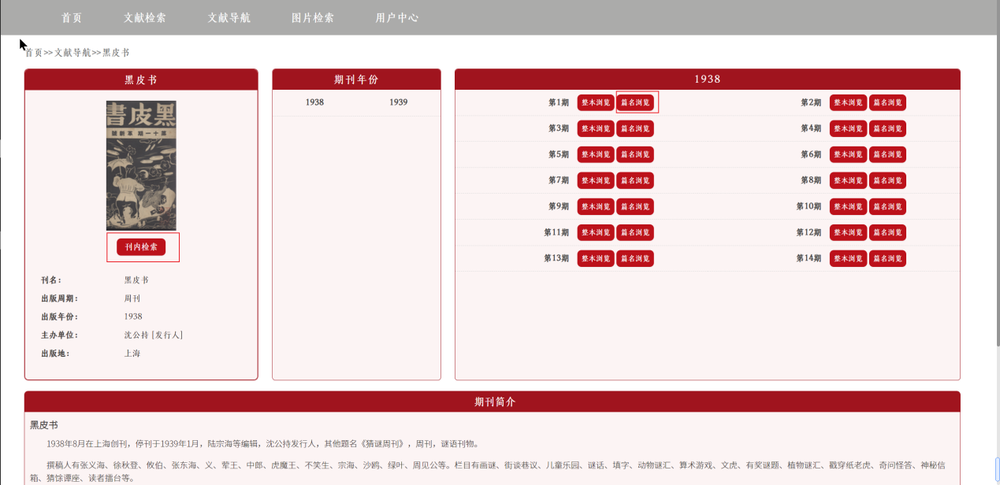 首页 文献检索 文献导航 图片检索 用户中心
首页>>文献导航>>黑皮书
黑皮书
書皮黑
號新革期一十第
刊内检索
刊名： 黑皮书
出版周期： 周刊
出版年份： 1938
主办单位： 沈公持 [发行人]
出版地： 上海
期刊年份
1938 1939
1938
第1期 整本浏览 篇名浏览 第2期 整本浏览 篇名浏览
第3期 整本浏览 篇名浏览 第4期 整本浏览 篇名浏览
第5期 整本浏览 篇名浏览 第6期 整本浏览 篇名浏览
第7期 整本浏览 篇名浏览 第8期 整本浏览 篇名浏览
第9期 整本浏览 篇名浏览 第10期 整本浏览 篇名浏览
第11期 整本浏览 篇名浏览 第12期 整本浏览 篇名浏览
第13期 整本浏览 篇名浏览 第14期 整本浏览 篇名浏览
期刊简介
黑皮书
1938年8月在上海创刊，停刊于1939年1月，陆宗海等编辑，沈公持发行人，其他题名《猜谜周刊》，周刊，谜语刊物。
撰稿人有张义海、徐秋登、攸伯、张东海、义、荤王、中郎、虎魔王、不笑生、宗海、沙鸥、绿叶、周见公等。栏目有画谜、街谈巷议、儿童乐园、谜话、填字、动物谜汇、算术游戏、文虎、有奖谜题、植物谜汇、戳穿纸老虎、奇问怪答、神秘信
箱、猜馀谭座、读者擂台等。